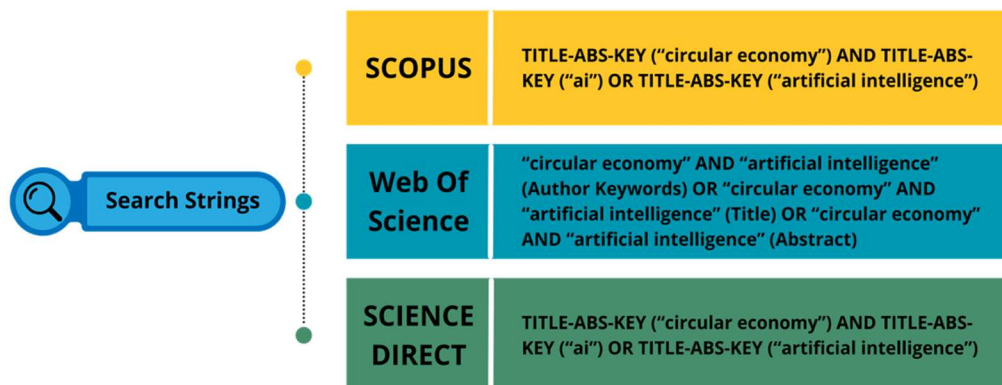 Search Strings
SCOPUS
TITLE-ABS-KEY (“circular economy”) AND TITLE-ABS-
KEY (“ai”) OR TITLE-ABS-KEY (“artificial intelligence”)
Web Of
Science
“circular economy” AND “artificial intelligence”
(Author Keywords) OR “circular economy” AND
“artificial intelligence” (Title) OR “circular economy”
AND “artificial intelligence” (Abstract)
SCIENCE
DIRECT
TITLE-ABS-KEY (“circular economy”) AND TITLE-ABS-
KEY (“ai”) OR TITLE-ABS-KEY (“artificial intelligence”)